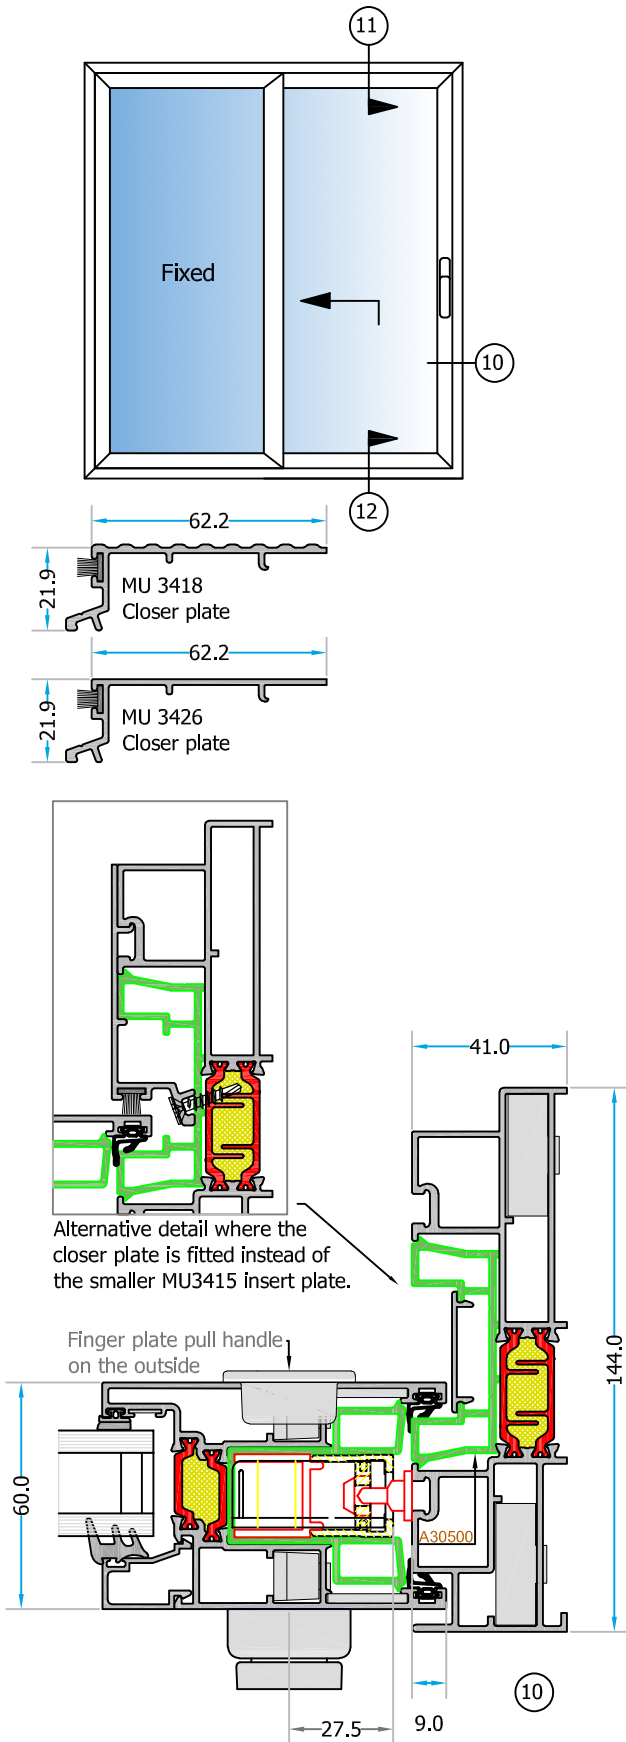 11
Fixed
10
12
62.2
21.9
MU 3418
Closer plate
62.2
21.9
MU 3426
Closer plate
41.0
Alternative detail where the
closer plate is fitted instead of
the smaller MU3415 insert plate.
Finger plate pull handle
on the outside
144.0
60.0
A30500
10
27.5
9.0